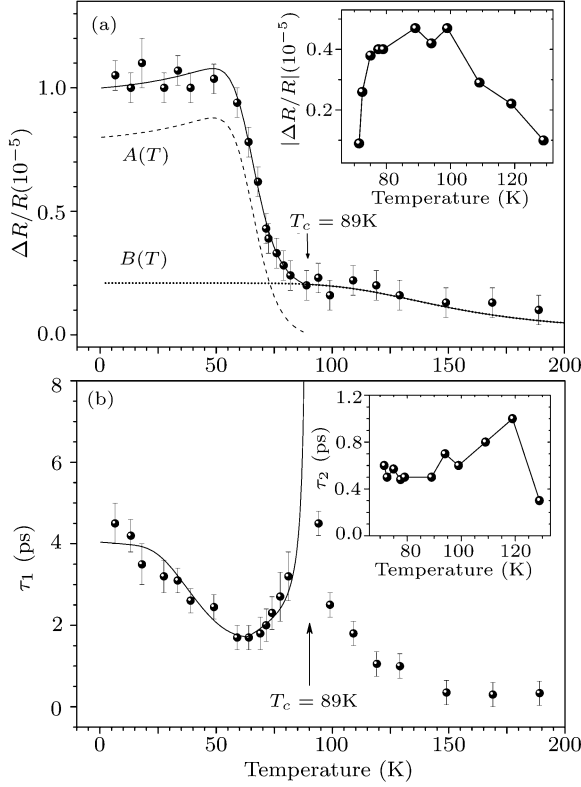 (a)
ΔR/R(10⁻⁵)
1.0
0.5
0.0
A(T)
B(T)
T_c = 89K
0 50 100 150 200
|ΔR/R|(10⁻⁵)
0.4
0.2
80 100 120
Temperature (K)
(b)
τ₁ (ps)
8
6
4
2
0
T_c = 89K
0 50 100 150 200
Temperature (K)
τ₂ (ps)
1.2
0.8
0.4
0.0
80 100 120
Temperature (K)